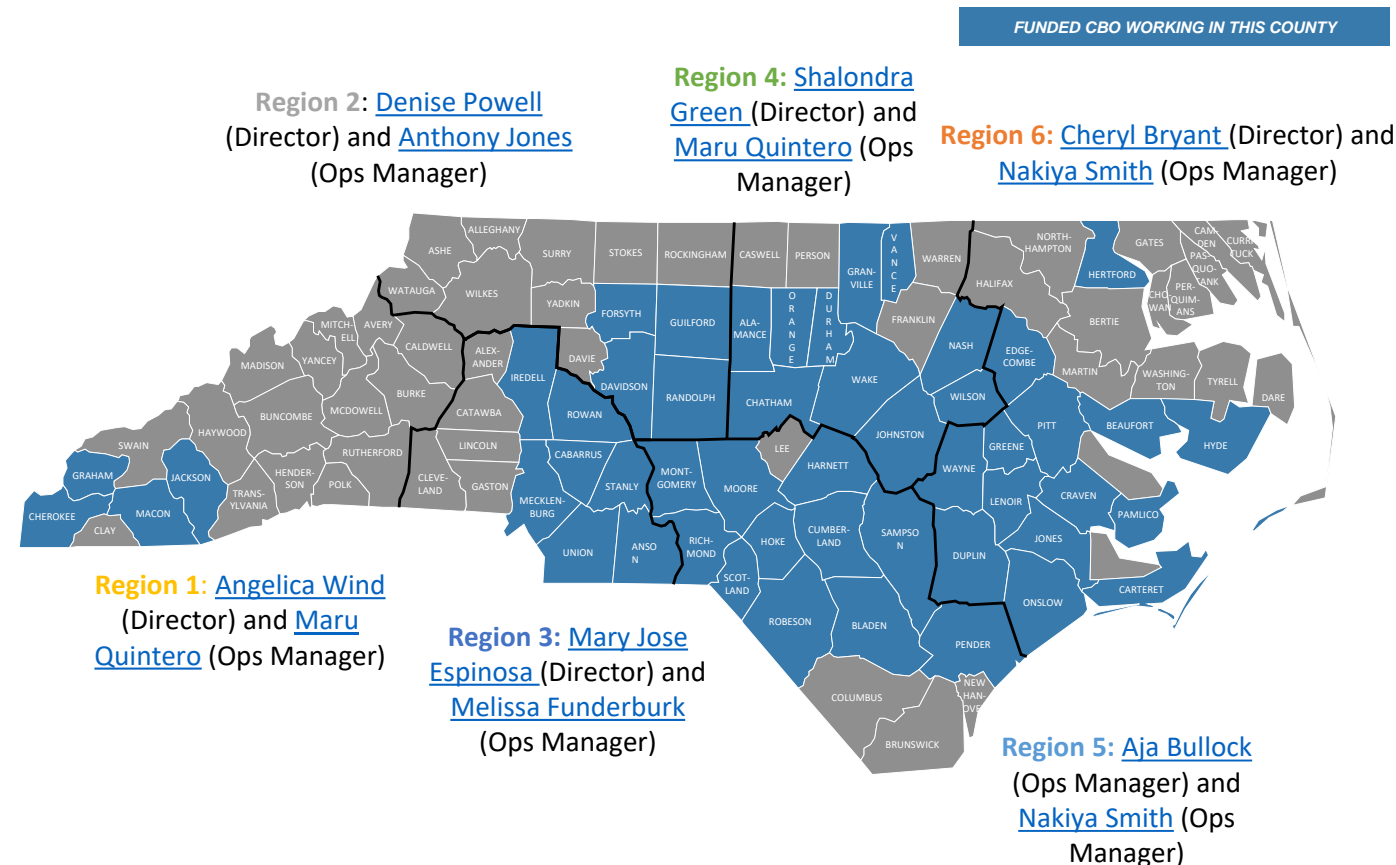 FUNDED CBO WORKING IN THIS COUNTY
Region 2: Denise Powell
(Director) and Anthony Jones
(Ops Manager)
Region 4: Shalondra
Green (Director) and
Maru Quintero (Ops
Manager)
Region 6: Cheryl Bryant (Director) and
Nakiya Smith (Ops Manager)
ALLEGHANY
ASHE
SURRY
STOKES
ROCKINGHAM
CASWELL
PERSON
GRAN-
VILLE
V
A
N
C
E
WARREN
NORTH-
HAMPTON
HALIFAX
HERTFORD
GATES
CAM-
DEN
CURRI
TUCK
PAS-
QUO-
TANK
PER-
QUIM-
ANS
CHO
WAN
BERTIE
WATAUGA
WILKES
YADKIN
FORSYTH
GUILFORD
ALA-
MANCE
O
R
A
N
G
E
D
U
R
H
A
M
FRANKLIN
NASH
EDGE-
COMBE
MARTIN
WASHING-
TON
TYRELL
DARE
MITCH-
ELL
AVERY
CALDWELL
ALEX-
ANDER
IREDELL
DAVIE
DAVIDSON
RANDOLPH
CHATHAM
WAKE
WILSON
PITT
BEAUFORT
HYDE
MADISON
YANCEY
BURKE
MCDOWELL
BUNCOMBE
CATAWBA
ROWAN
JOHNSTON
GREENE
WAYNE
SWAIN
HAYWOOD
RUTHERFORD
LINCOLN
CABARRUS
MONT-
GOMERY
MOORE
LEE
HARNETT
LENOIR
CRAVEN
PAMLICO
GRAHAM
JACKSON
HENDER-
SON
POLK
CLEVE-
LAND
GASTON
STANLY
MECKLEN-
BURG
TRANS-
SYLVANIA
CHEROKEE
MACON
CLAY
UNION
ANSO
N
RICH-
MOND
HOKE
CUMBER-
LAND
SAMPSO
N
DUPLIN
JONES
CARTERET
SCOT-
LAND
ROBESON
BLADEN
PENDER
ONSLOW
COLUMBUS
NEW
HAN-
OVE
BRUNSWICK
Region 1: Angelica Wind
(Director) and Maru
Quintero (Ops Manager)
Region 3: Mary Jose
Espinosa (Director) and
Melissa Funderburk
(Ops Manager)
Region 5: Aja Bullock
(Ops Manager) and
Nakiya Smith (Ops
Manager)